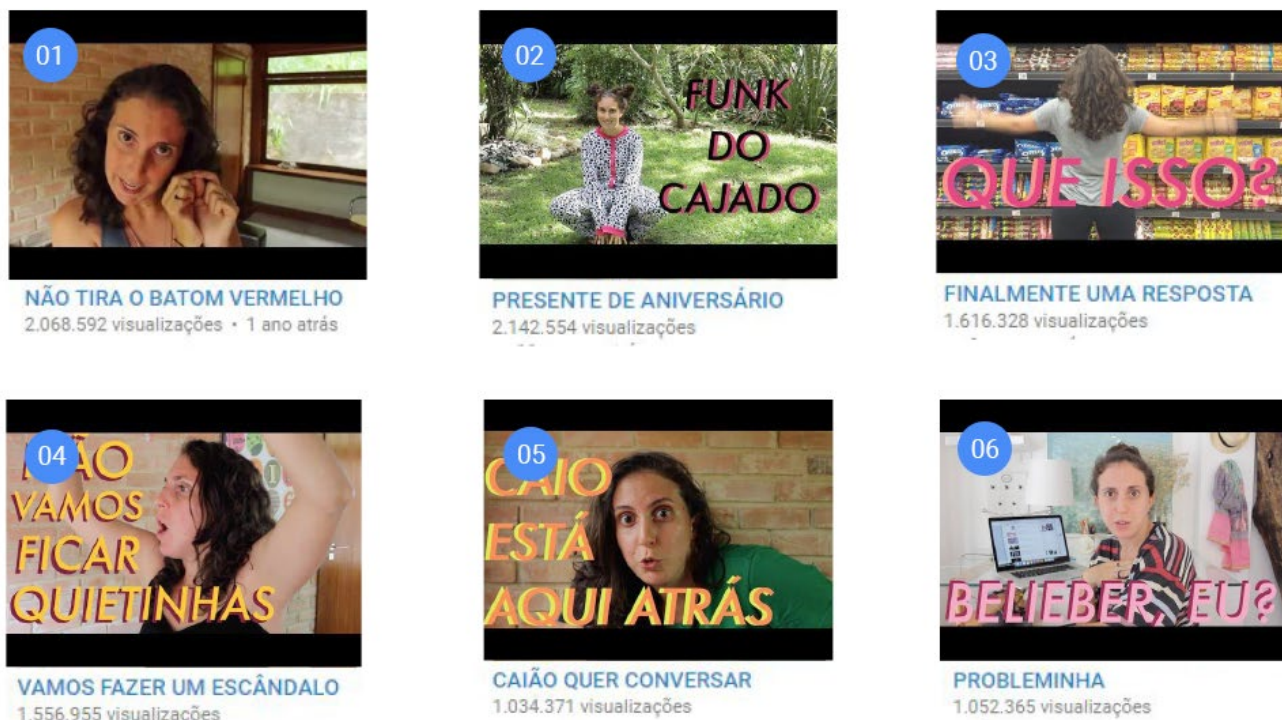 01
NÃO TIRA O BATOM VERMELHO
2.068.592 visualizações • 1 ano atrás
02
FUNK
DO
CAJADO
PRESENTE DE ANIVERSÁRIO
2.142.554 visualizações
03
QUE ISSO?
FINALMENTE UMA RESPOSTA
1.616.328 visualizações
04
NÃO
VAMOS
FICAR
QUIETINHAS
VAMOS FAZER UM ESCÂNDALO
1.556.955 visualizações
05
CAIO
ESTÁ
AQUI ATRÁS
CAIÃO QUER CONVERSAR
1.034.371 visualizações
06
BELIEBER, EU?
PROBLEMINHA
1.052.365 visualizações